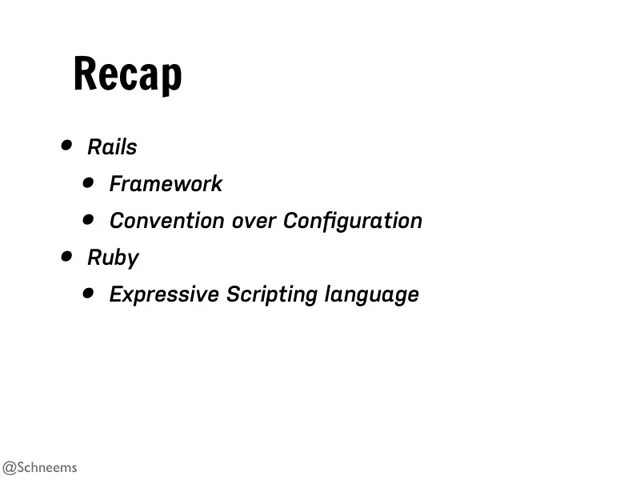 Recap
• Rails
• Framework
• Convention over Configuration
• Ruby
• Expressive Scripting language
@Schneems